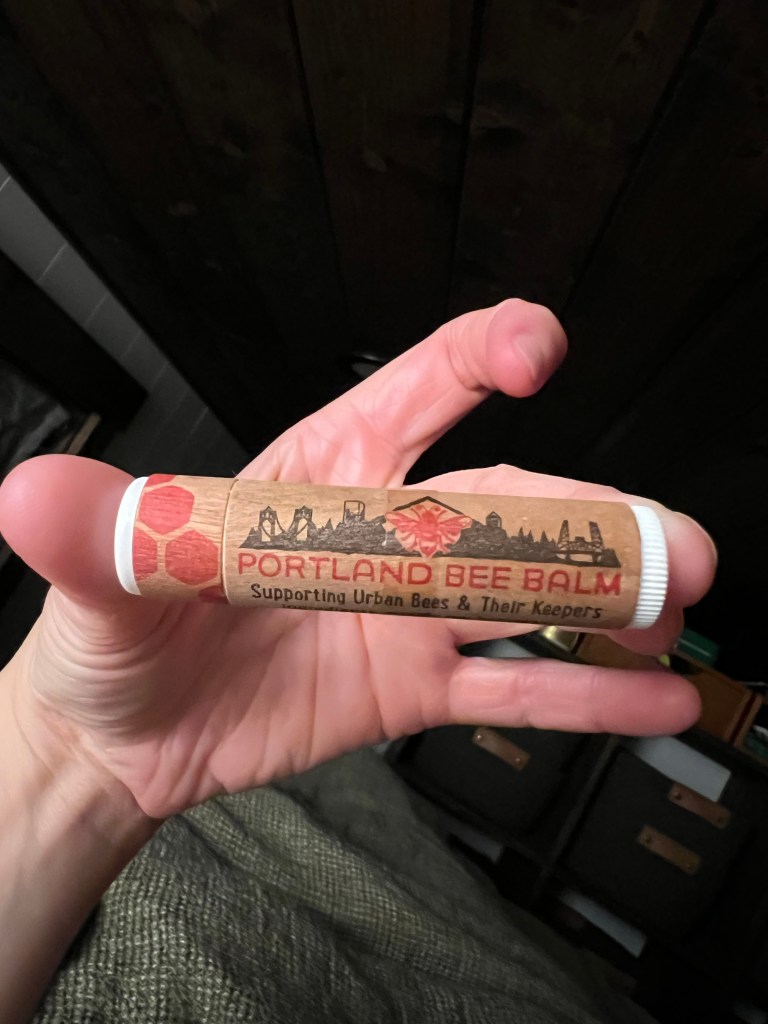 PORTLAND BEE BALM
Supporting Urban Bees & Their Keepers